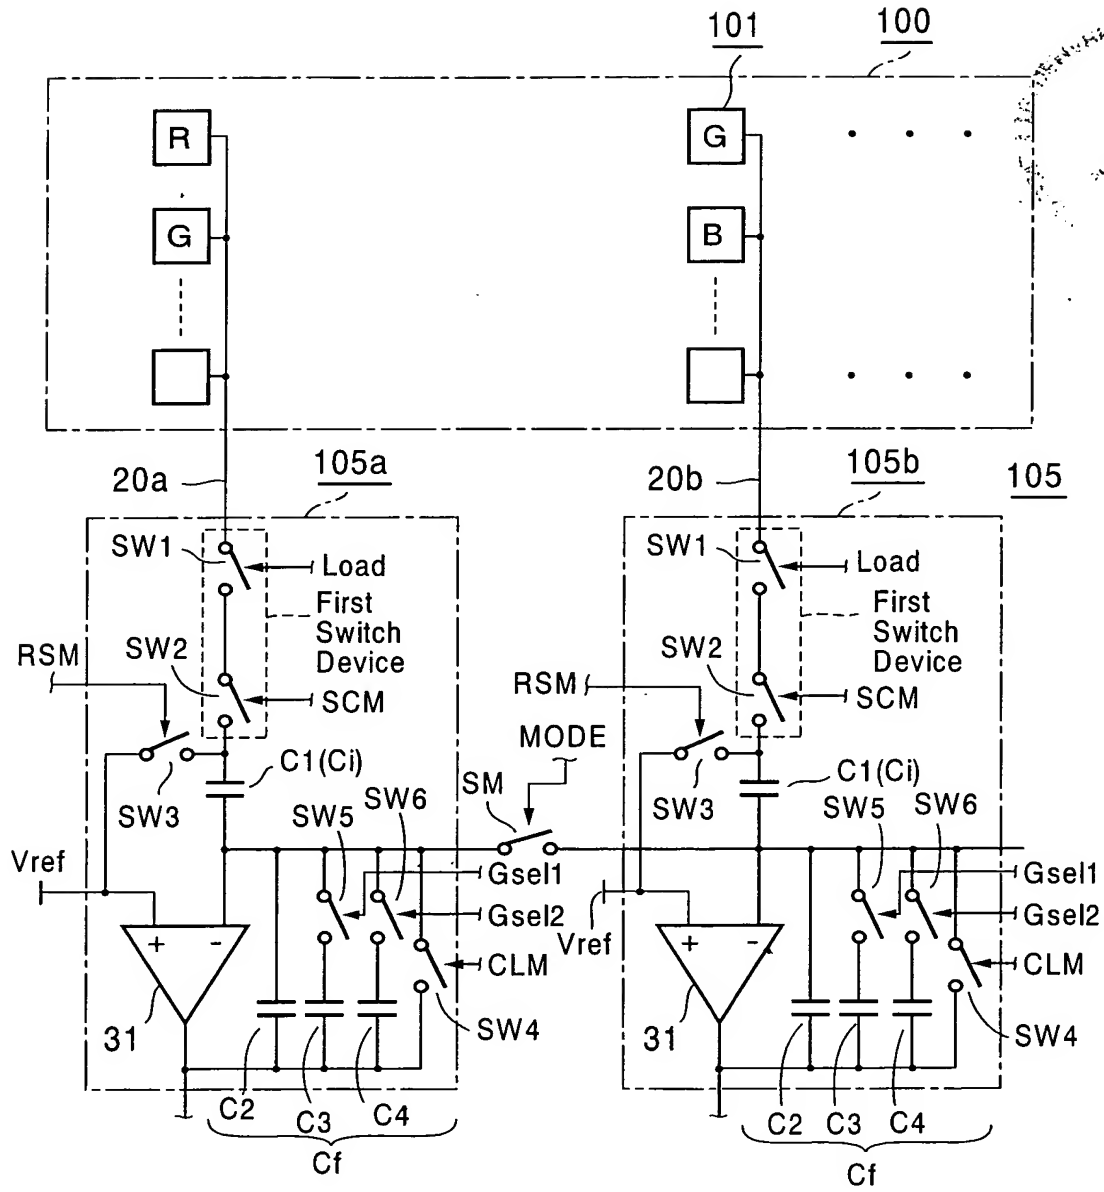 101
100
R
G
G
B
20a
105a
20b
105b
105
SW1
Load
First
Switch
Device
SW2
SCM
RSM
SW3
C1(Ci)
SW5
SW6
Gsel1
Gsel2
CLM
SW4
Vref
+
-
31
C2
C3
C4
Cf
MODE
SM
SW1
Load
First
Switch
Device
SW2
SCM
RSM
SW3
C1(Ci)
SW5
SW6
Gsel1
Gsel2
CLM
SW4
Vref
+
-
31
C2
C3
C4
Cf